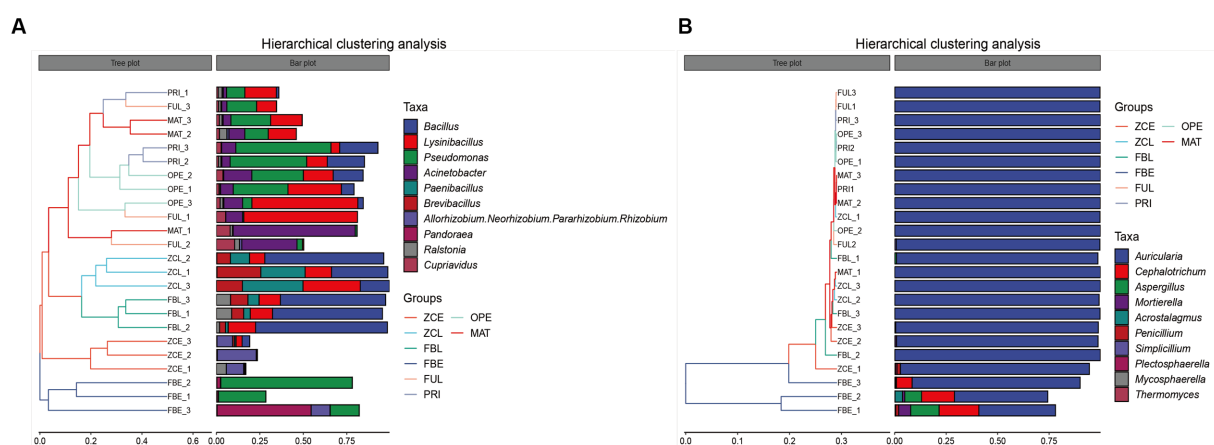 A
Hierarchical clustering analysis
Tree plot
Bar plot
PRI_1
FUL_3
MAT_3
MAT_2
PRI_3
PRI_2
OPE_2
OPE_1
OPE_3
FUL_1
MAT_1
FUL_2
ZCL_2
ZCL_1
ZCL_3
FBL_3
FBL_1
FBL_2
ZCE_3
ZCE_2
ZCE_1
FBE_2
FBE_1
FBE_3
0.0 0.2 0.4 0.6
0.00 0.25 0.50 0.75
Taxa
Bacillus
Lysinibacillus
Pseudomonas
Acinetobacter
Paenibacillus
Brevibacillus
Allorhizobium.Neorhizobium.Pararhizobium.Rhizobium
Pandoraea
Ralstonia
Cupriavidus
Groups
ZCE OPE
ZCL MAT
FBL
FBE
FUL
PRI
B
Hierarchical clustering analysis
Tree plot
Bar plot
FUL3
FUL1
PRI_3
OPE_3
PRI2
OPE_1
MAT_3
PRI1
MAT_2
ZCL_1
OPE_2
FUL2
FBL_1
MAT_1
ZCL_3
ZCL_2
FBL_3
ZCE_3
ZCE_2
FBL_2
ZCE_1
FBE_3
FBE_2
FBE_1
0.0 0.1 0.2 0.3
0.00 0.25 0.50 0.75
Groups
ZCE OPE
ZCL MAT
FBL
FBE
FUL
PRI
Taxa
Auricularia
Cephalotrichum
Aspergillus
Mortierella
Acrostalagmus
Penicillium
Simplicillium
Plectosphaerella
Mycosphaerella
Thermomyces